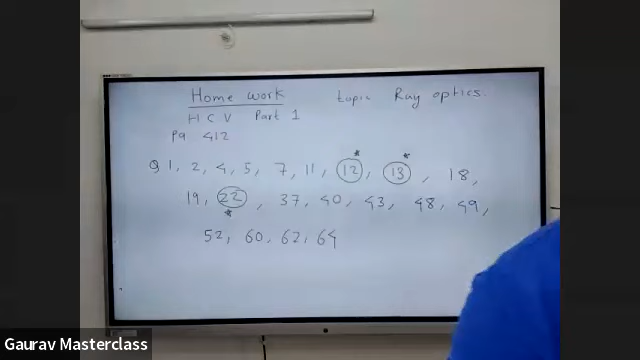 Home work topic Ray optics.
H C V Part 1
Pg 412
Q 1, 2, 4, 5, 7, 11, 12, 13, 18,
19, 22, 37, 40, 43, 48, 49,
52, 60, 62, 64
Gaurav Masterclass